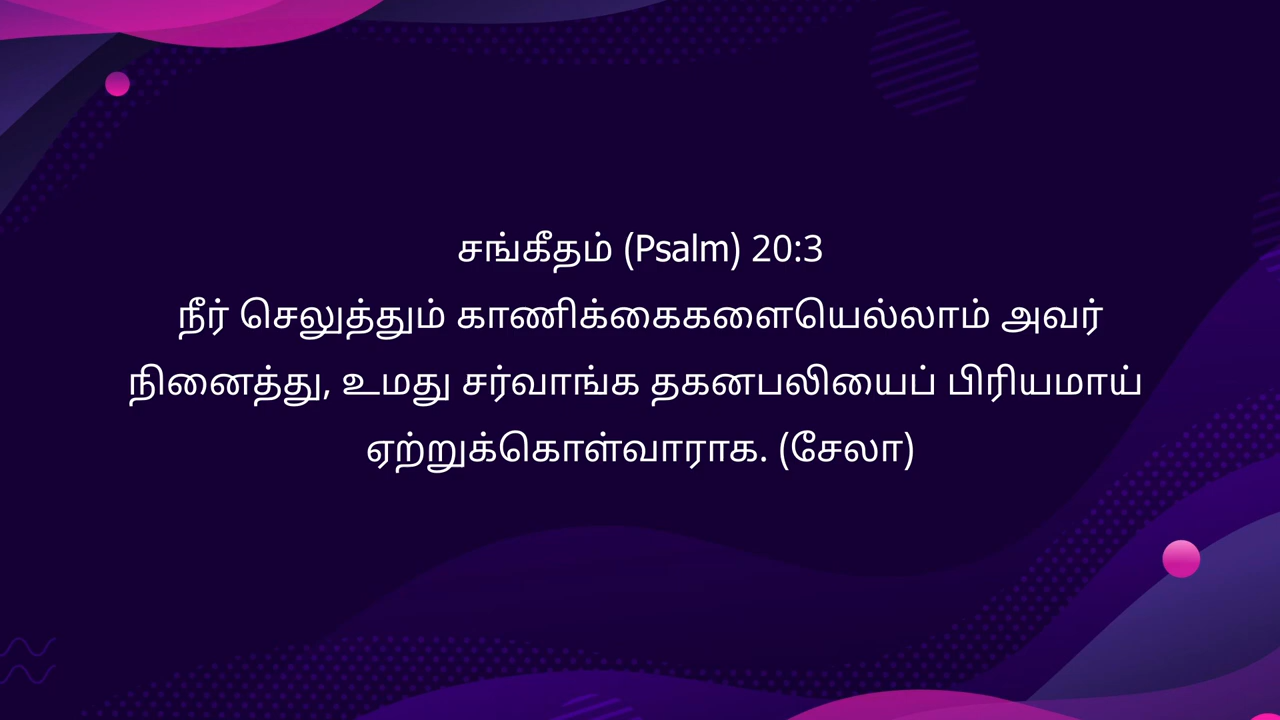 சங்கீதம் (Psalm) 20:3
நீர் செலுத்தும் காணிக்கைகளையெல்லாம் அவர்
நினைத்து, உமது சர்வாங்க தகனபலியைப் பிரியமாய்
ஏற்றுக்கொள்வாராக. (சேலா)